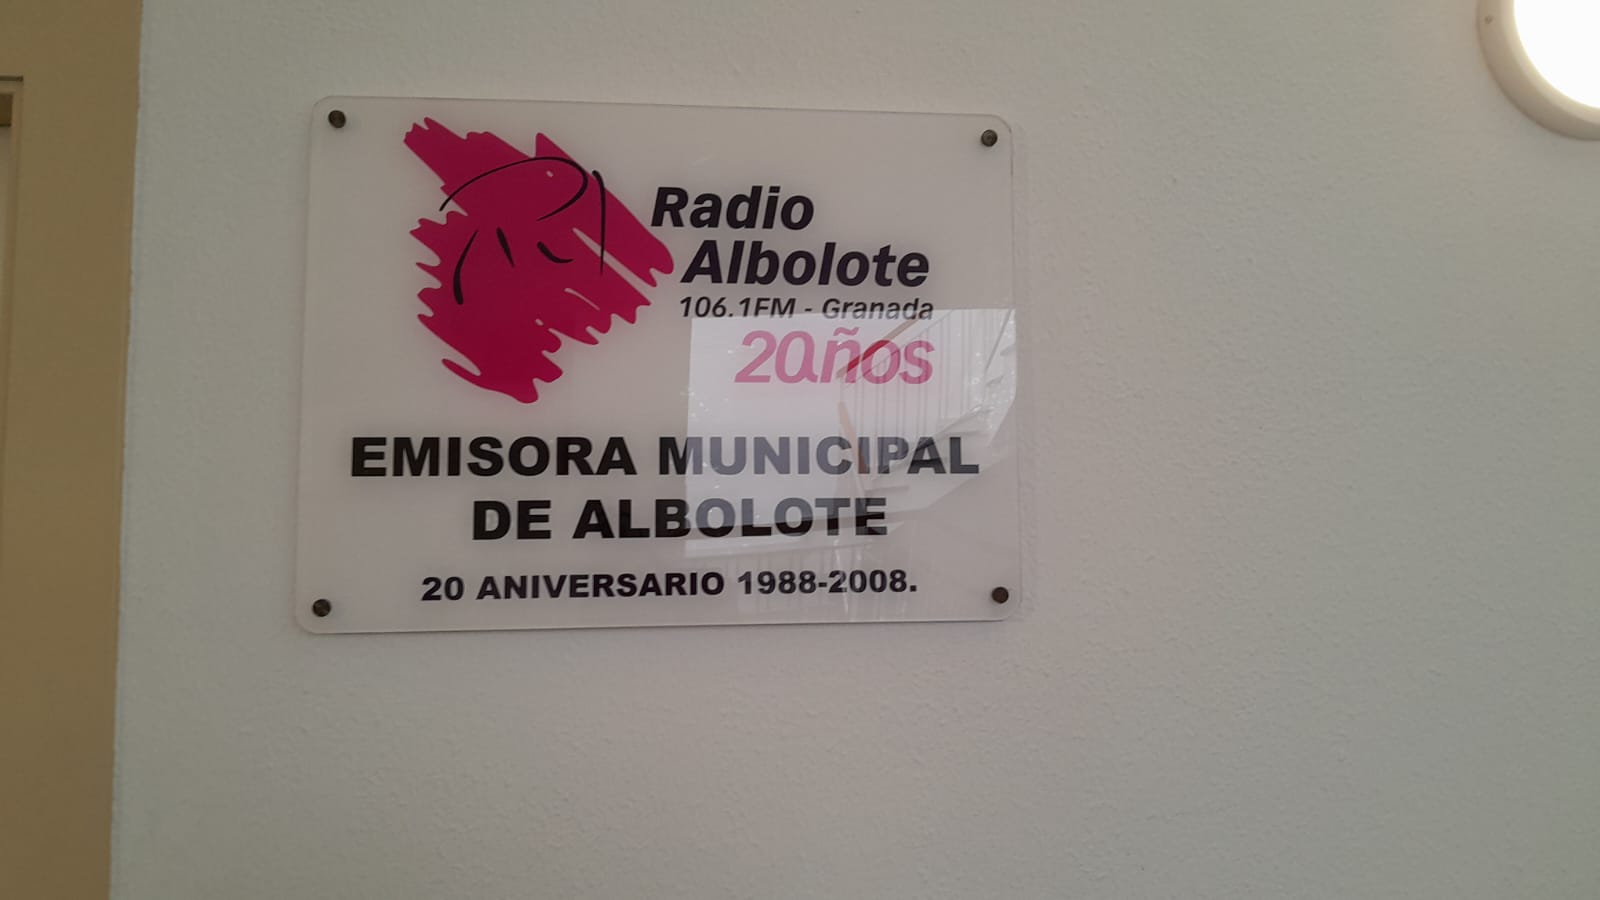 Radio
Albolote
106.1FM - Granada
20años
EMISORA MUNICIPAL
DE ALBOLOTE
20 ANIVERSARIO 1988-2008.